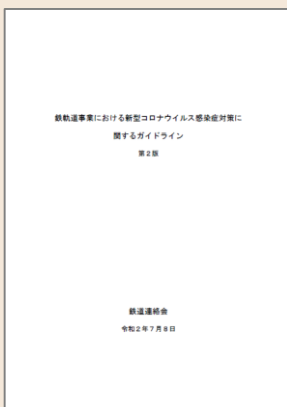 鉄軌道事業における新型コロナウイルス感染症対策に
関するガイドライン
第2版
鉄道連絡会
令和2年7月8日